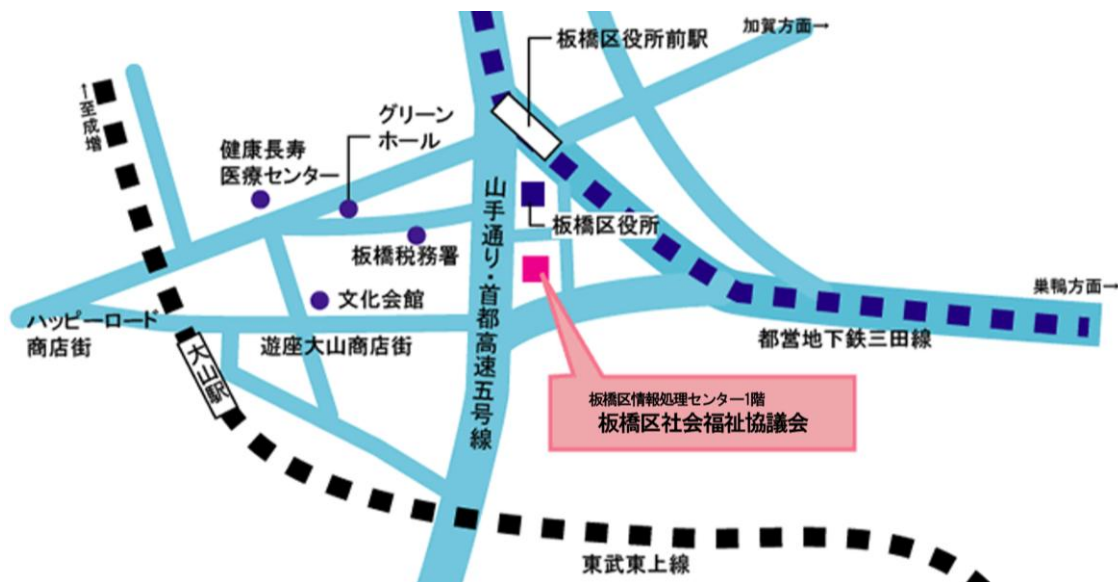 板橋区役所前駅
加賀方面→
←至成増
グリーン
ホール
健康長寿
医療センター
山手通り・首都高速五号線
板橋区役所
板橋税務署
巣鴨方面→
文化会館
ハッピーロード
商店街
遊座大山商店街
都営地下鉄三田線
大山駅
板橋区情報処理センター1階
板橋区社会福祉協議会
東武東上線